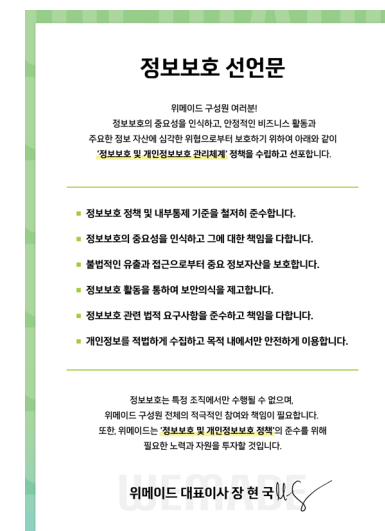 정보보호 선언문
위메이드 구성원 여러분!
정보보호의 중요성을 인식하고, 안정적인 비즈니스 활동과
주요한 정보 자산에 심각한 위협으로부터 보호하기 위하여 아래와 같이
'정보보호 및 개인정보보호 관리체계' 정책을 수립하고 선포합니다.
정보보호 정책 및 내부통제 기준을 철저히 준수합니다.
정보보호의 중요성을 인식하고 그에 대한 책임을 다합니다.
불법적인 유출과 접근으로부터 중요 정보자산을 보호합니다.
정보보호 활동을 통하여 보안의식을 제고합니다.
정보보호 관련 법적 요구사항을 준수하고 책임을 다합니다.
개인정보를 적법하게 수집하고 목적 내에서만 안전하게 이용합니다.
정보보호는 특정 조직에서만 수행될 수 없으며,
위메이드 구성원 전체의 적극적인 참여와 책임이 필요합니다.
또한, 위메이드는 '정보보호 및 개인정보보호 정책'의 준수를 위해
필요한 노력과 자원을 투자할 것입니다.
WEMADE
위메이드 대표이사 장 현 국